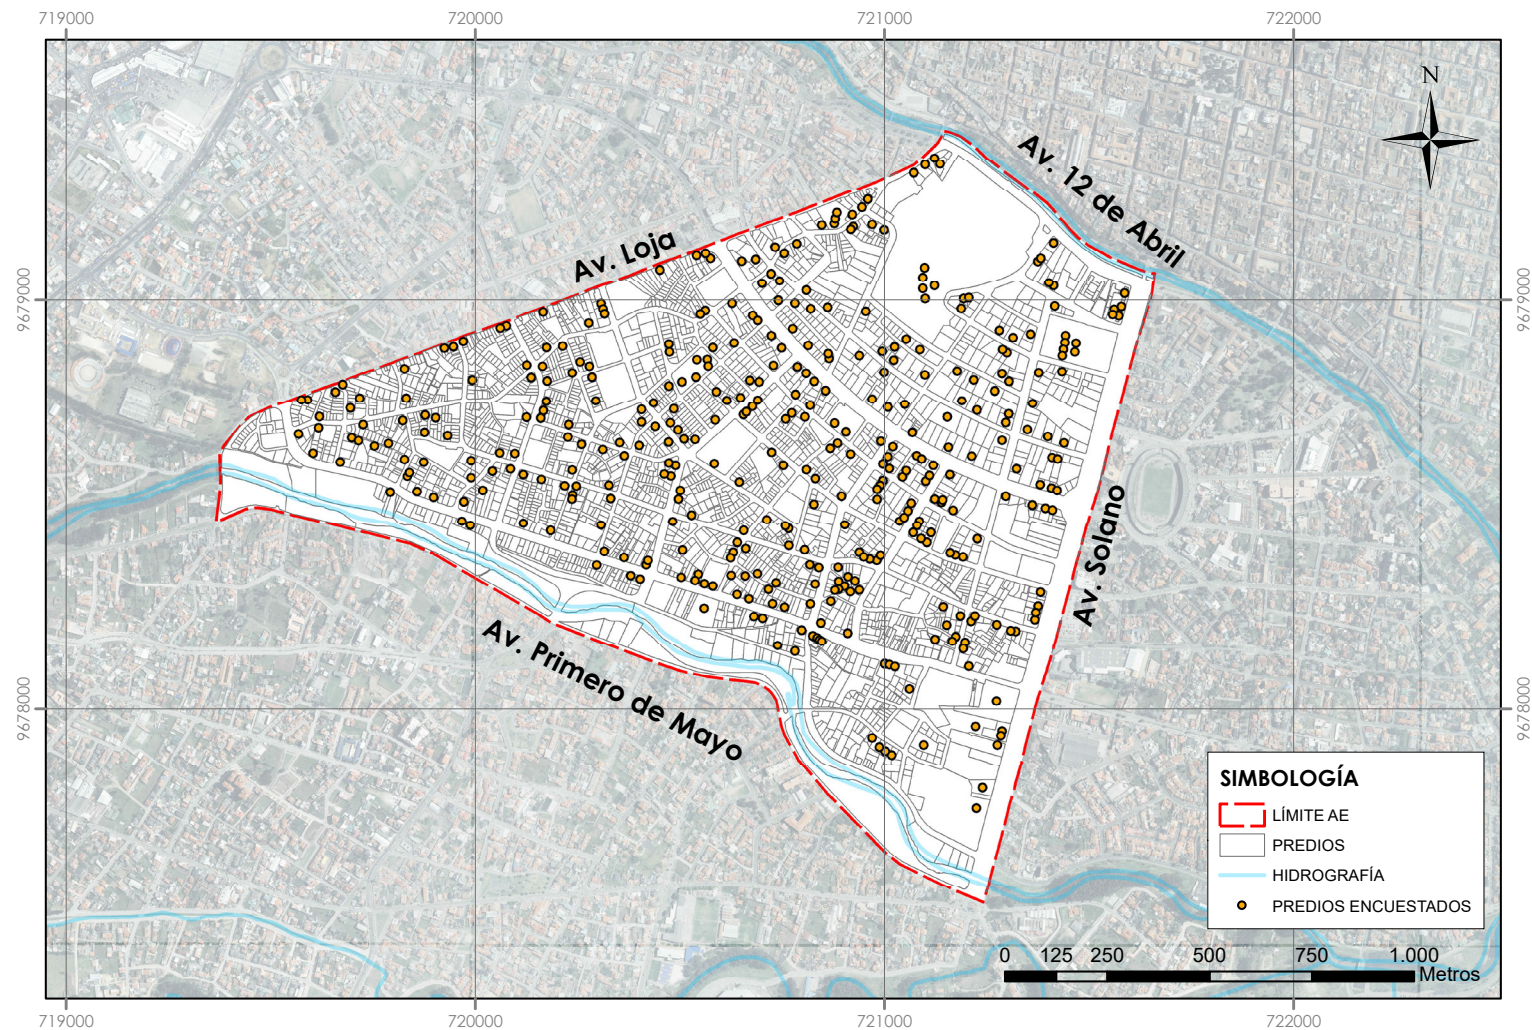 719000 720000 721000 722000
N
Av. 12 de Abril
Av. Loja
9679000
9679000
Av. Solano
Av. Primero de Mayo
9678000
9678000
SIMBOLOGÍA
LÍMITE AE
PREDIOS
HIDROGRAFÍA
PREDIOS ENCUESTADOS
0 125 250 500 750 1.000
Metros
719000 720000 721000 722000